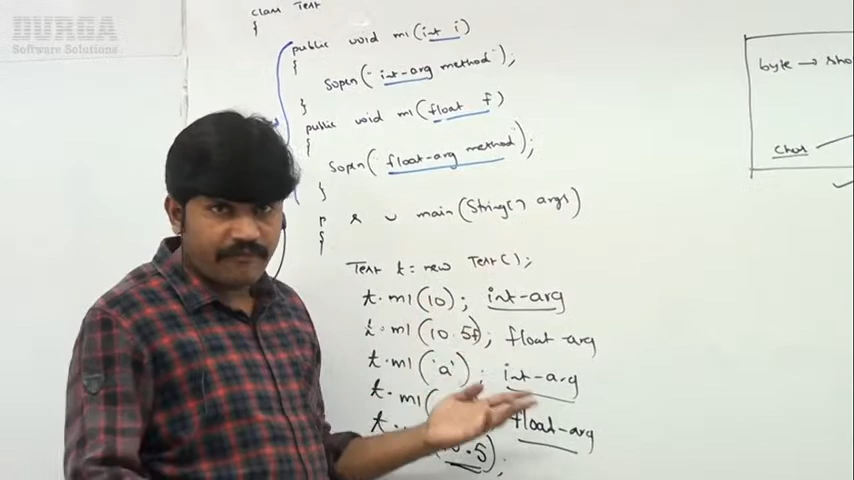 DURGA
Software Solutions
class Test
{
public void m1(int i)
{
Sopln("int-arg method");
}
public void m1(float f)
{
Sopln("float-arg method");
}
p s v main(String[] args)
{
Test t = new Test();
t.m1(10); int-arg
t.m1(10.5f); float-arg
t.m1('a'); int-arg
t.m1( float-arg
t. 10.5);
byte → sho
char